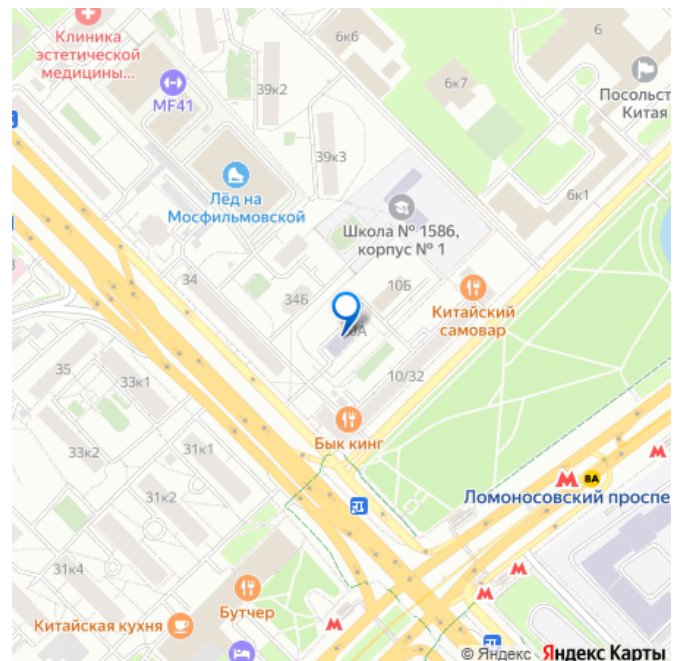 Клиника
эстетической
медицины...
6к6
6
6к7
Посольст
Китая
MF41
39к2
39к3
Лёд на
Мосфильмовской
6к1
Школа № 1586,
корпус № 1
34
34Б
10Б
Китайский
самовар
35
33к1
10/32
Бык кинг
33к2
31к1
8А
Ломоносовский проспе
31к2
31к4
Бутчер
Китайская кухня
© Яндекс Яндекс Карты